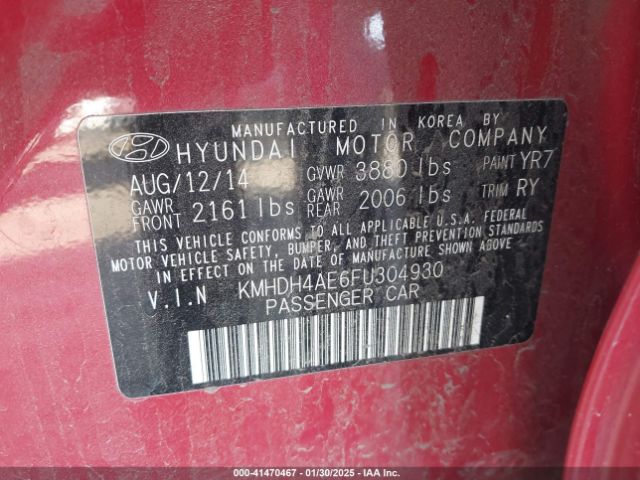 MANUFACTURED IN KOREA BY
HYUNDAI MOTOR COMPANY
AUG/12/14 GVWR 3880 lbs PAINT YR7
GAWR FRONT 2161 lbs GAWR REAR 2006 lbs TRIM RY
THIS VEHICLE CONFORMS TO ALL APPLICABLE U.S.A. FEDERAL
MOTOR VEHICLE SAFETY, BUMPER, AND THEFT PREVENTION STANDARDS
IN EFFECT ON THE DATE OF MANUFACTURE SHOWN ABOVE.
V.I.N KMHDH4AE6FU304930
PASSENGER CAR
000-41470467 - 01/30/2025 - IAA Inc.